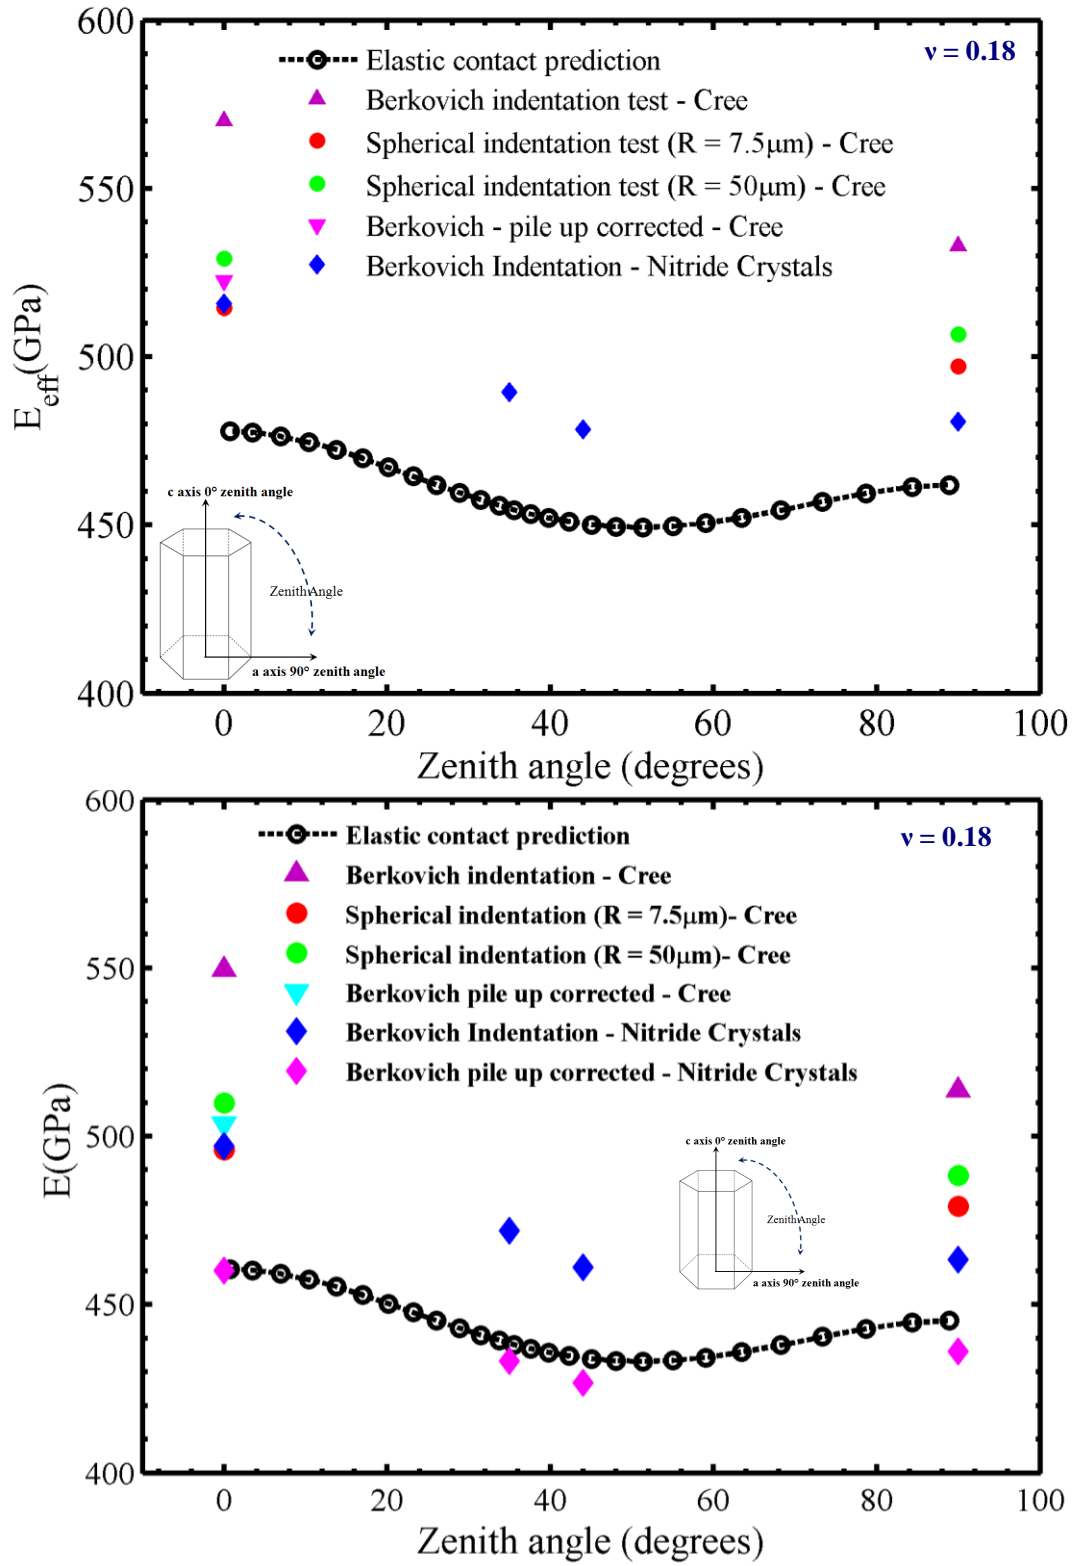 600
ν = 0.18
Elastic contact prediction
Berkovich indentation test - Cree
Spherical indentation test (R = 7.5μm) - Cree
550
Spherical indentation test (R = 50μm) - Cree
Berkovich - pile up corrected - Cree
Berkovich Indentation - Nitride Crystals
E_eff(GPa)
500
450
c axis 0° zenith angle
Zenith Angle
a axis 90° zenith angle
400
0 20 40 60 80 100
Zenith angle (degrees)
600
Elastic contact prediction
ν = 0.18
Berkovich indentation - Cree
Spherical indentation (R = 7.5μm)- Cree
Spherical indentation (R = 50μm)- Cree
550
Berkovich pile up corrected - Cree
Berkovich Indentation - Nitride Crystals
Berkovich pile up corrected - Nitride Crystals
E(GPa)
500
c axis 0° zenith angle
Zenith Angle
a axis 90° zenith angle
450
400
0 20 40 60 80 100
Zenith angle (degrees)